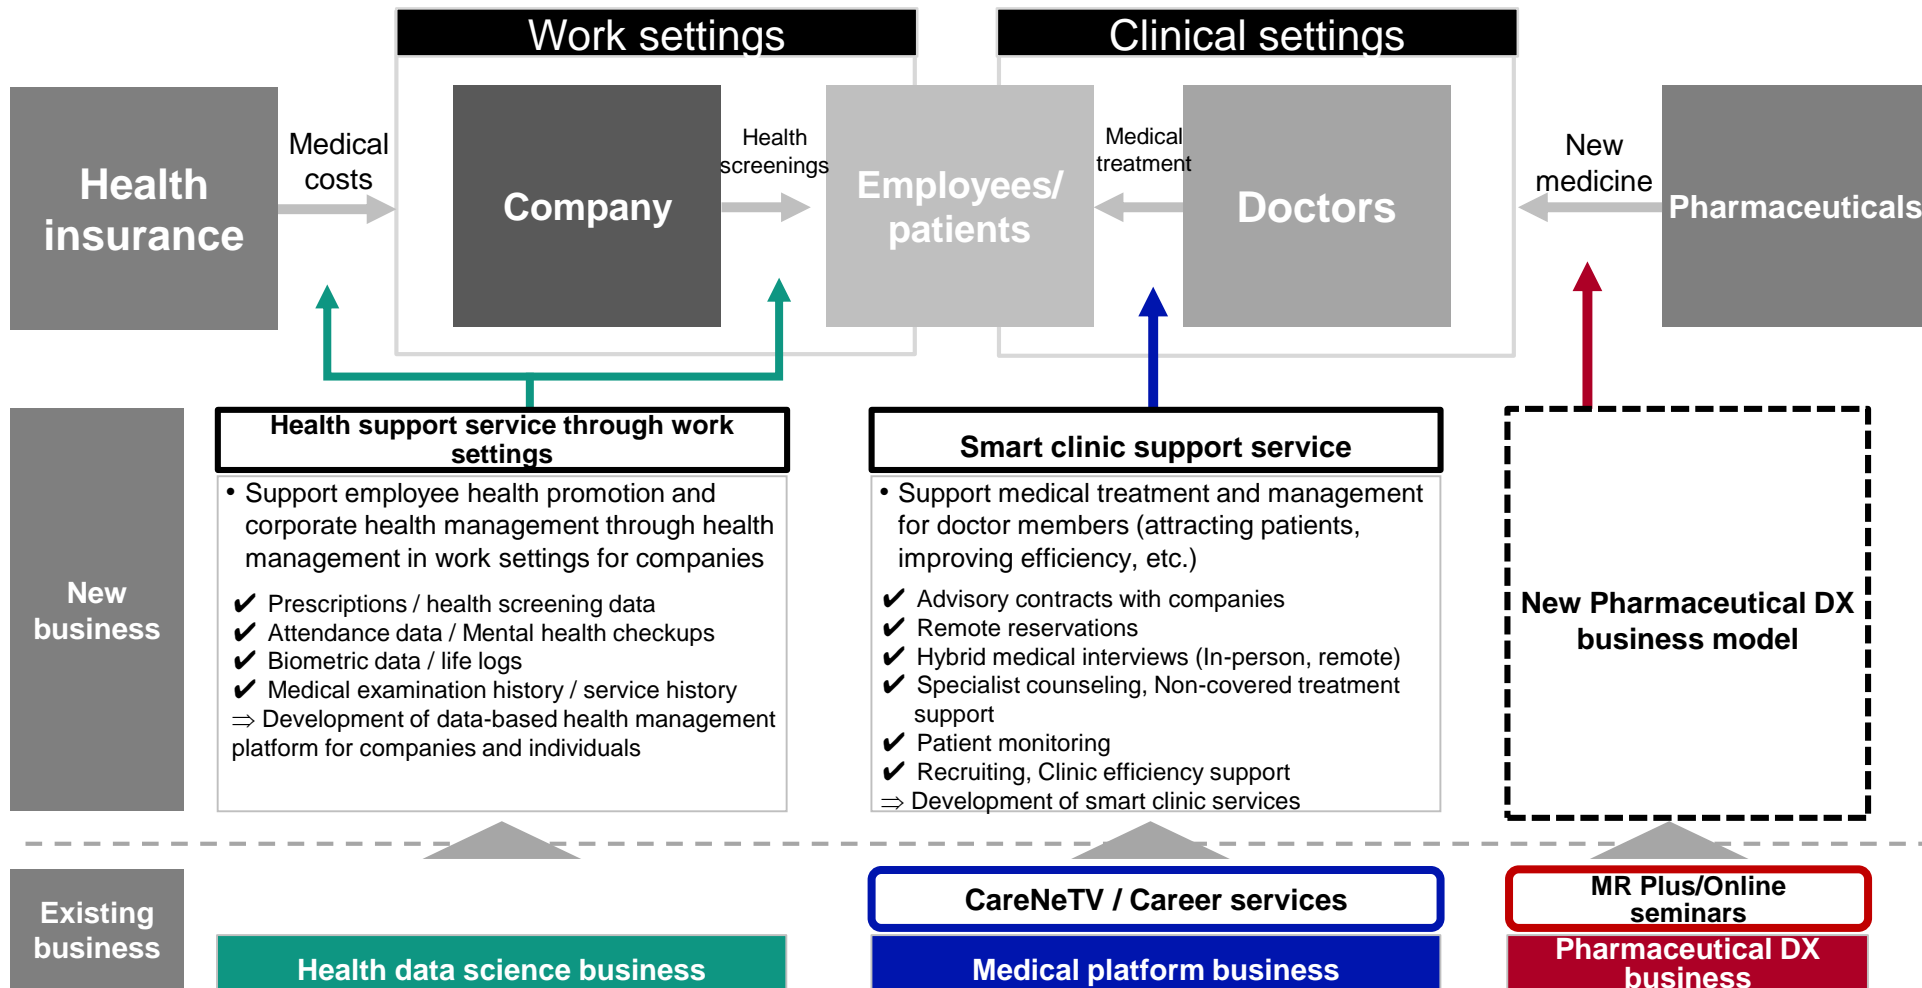 Work settings
Clinical settings
Health
insurance
Medical
costs
Company
Health
screenings
Employees/
patients
Medical
treatment
Doctors
New
medicine
Pharmaceuticals
New
business
Health support service through work
settings
• Support employee health promotion and
corporate health management through health
management in work settings for companies
✔ Prescriptions / health screening data
✔ Attendance data / Mental health checkups
✔ Biometric data / life logs
✔ Medical examination history / service history
⇒ Development of data-based health management
platform for companies and individuals
Smart clinic support service
• Support medical treatment and management
for doctor members (attracting patients,
improving efficiency, etc.)
✔ Advisory contracts with companies
✔ Remote reservations
✔ Hybrid medical interviews (In-person, remote)
✔ Specialist counseling, Non-covered treatment
support
✔ Patient monitoring
✔ Recruiting, Clinic efficiency support
⇒ Development of smart clinic services
New Pharmaceutical DX
business model
Existing
business
Health data science business
CareNeTV / Career services
Medical platform business
MR Plus/Online
seminars
Pharmaceutical DX
business